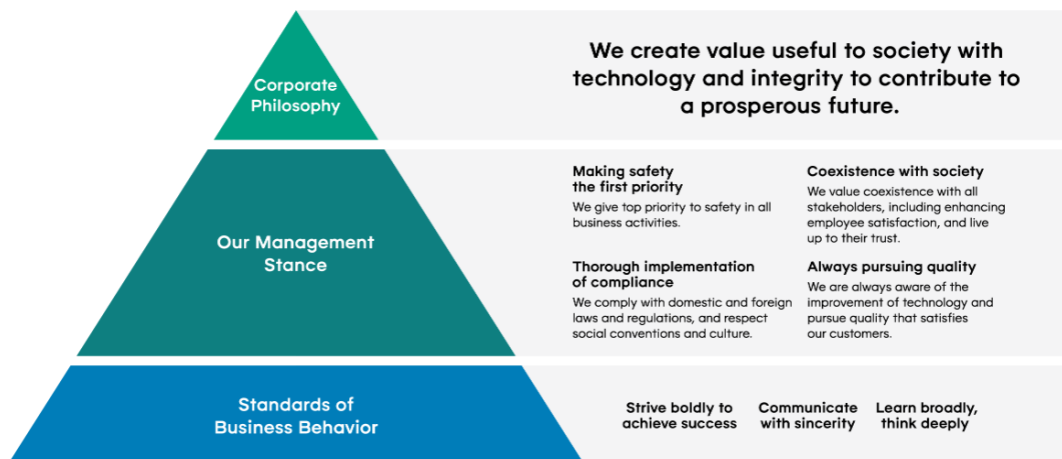 Corporate
Philosophy
We create value useful to society with
technology and integrity to contribute to
a prosperous future.
Our Management
Stance
Making safety
the first priority
We give top priority to safety in all
business activities.
Coexistence with society
We value coexistence with all
stakeholders, including enhancing
employee satisfaction, and live
up to their trust.
Thorough implementation
of compliance
We comply with domestic and foreign
laws and regulations, and respect
social conventions and culture.
Always pursuing quality
We are always aware of the
improvement of technology and
pursue quality that satisfies
our customers.
Standards of
Business Behavior
Strive boldly to
achieve success
Communicate
with sincerity
Learn broadly,
think deeply